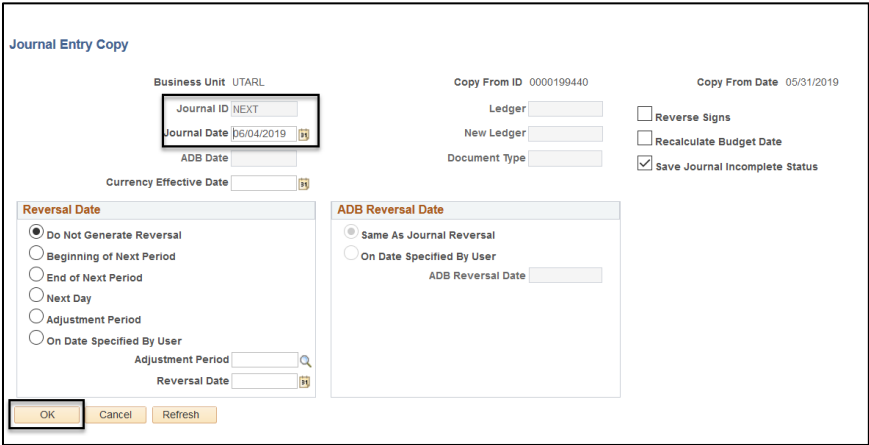 Journal Entry Copy
Business Unit UTARL Copy From ID 0000199440 Copy From Date 05/31/2019
Journal ID NEXT Ledger Reverse Signs
Journal Date 06/04/2019 New Ledger Recalculate Budget Date
ADB Date Document Type Save Journal Incomplete Status
Currency Effective Date
Reversal Date ADB Reversal Date
Do Not Generate Reversal Same As Journal Reversal
Beginning of Next Period On Date Specified By User
End of Next Period ADB Reversal Date
Next Day
Adjustment Period
On Date Specified By User
Adjustment Period
Reversal Date
OK Cancel Refresh